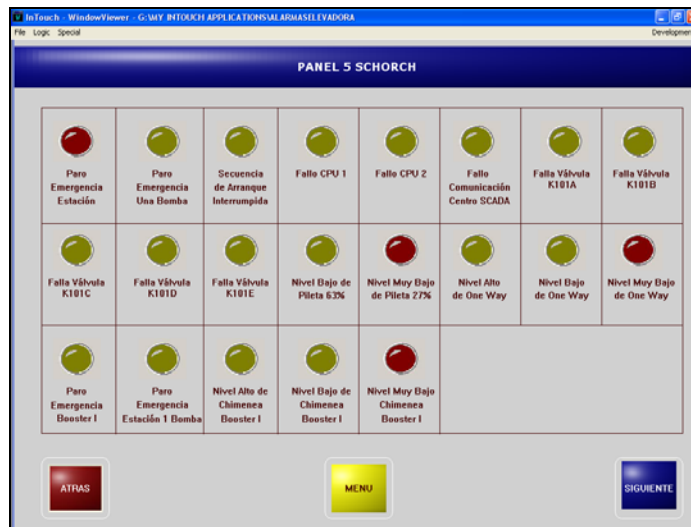 InTouch - WindowViewer - G:\MY INTOUCH APPLICATIONS\ALARMASELEVADORA
File Logic Special Development
PANEL 5 SCHORCH
Paro
Emergencia
Estación
Paro
Emergencia
Una Bomba
Secuencia
de Arranque
Interrumpida
Fallo CPU 1
Fallo CPU 2
Fallo
Comunicación
Centro SCADA
Falla Válvula
K101A
Falla Válvula
K101B
Falla Válvula
K101C
Falla Válvula
K101D
Falla Válvula
K101E
Nivel Bajo de
Pileta 63%
Nivel Muy Bajo
de Pileta 27%
Nivel Alto
de One Way
Nivel Bajo
de One Way
Nivel Muy Bajo
de One Way
Paro
Emergencia
Booster I
Paro
Emergencia
Estación 1 Bomba
Nivel Alto de
Chimenea
Booster I
Nivel Bajo de
Chimenea
Booster I
Nivel Muy Bajo
Chimenea
Booster I
ATRAS
MENU
SIGUIENTE